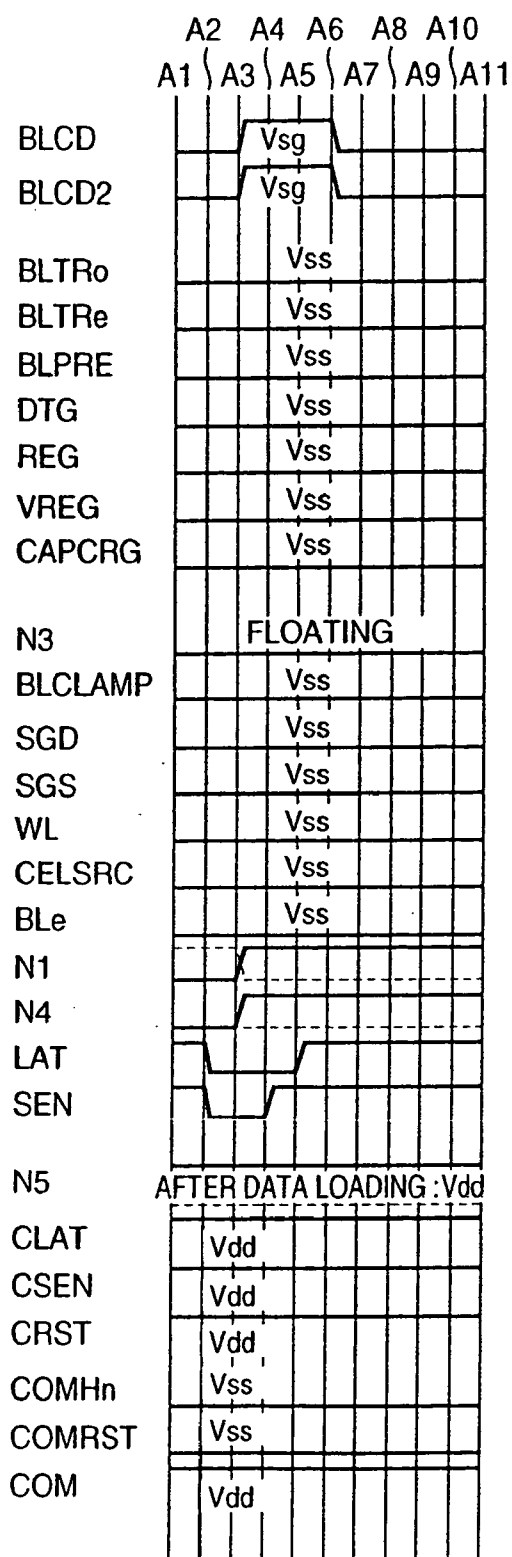 A2 A4 A6 A8 A10
A1 A3 A5 A7 A9 A11
BLCD Vsg
BLCD2 Vsg
BLTRo Vss
BLTRe Vss
BLPRE Vss
DTG Vss
REG Vss
VREG Vss
CAPCRG Vss
N3 FLOATING
BLCLAMP Vss
SGD Vss
SGS Vss
WL Vss
CELSRC Vss
BLe Vss
N1
N4
LAT
SEN
N5 AFTER DATA LOADING :Vdd
CLAT Vdd
CSEN Vdd
CRST Vdd
COMHn Vss
COMRST Vss
COM Vdd